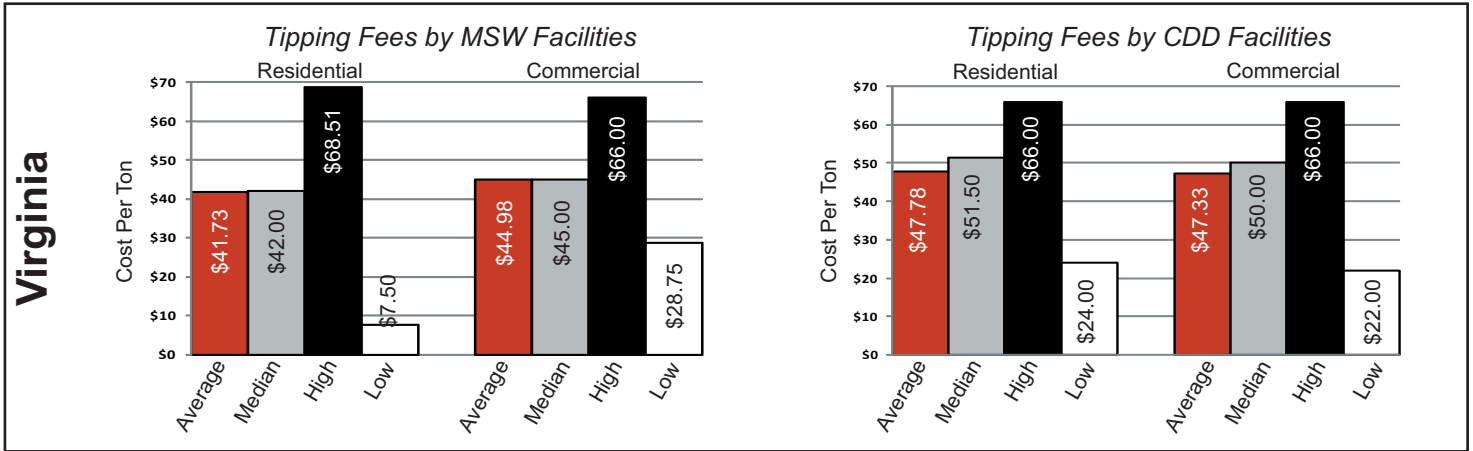 Virginia
Tipping Fees by MSW Facilities
Residential
Commercial
Cost Per Ton
$70
$60
$50
$40
$30
$20
$10
$0
$41.73
$42.00
$68.51
$7.50
$44.98
$45.00
$66.00
$28.75
Average
Median
High
Low
Average
Median
High
Low
Tipping Fees by CDD Facilities
Residential
Commercial
Cost Per Ton
$70
$60
$50
$40
$30
$20
$10
$0
$47.78
$51.50
$66.00
$24.00
$47.33
$50.00
$66.00
$22.00
Average
Median
High
Low
Average
Median
High
Low